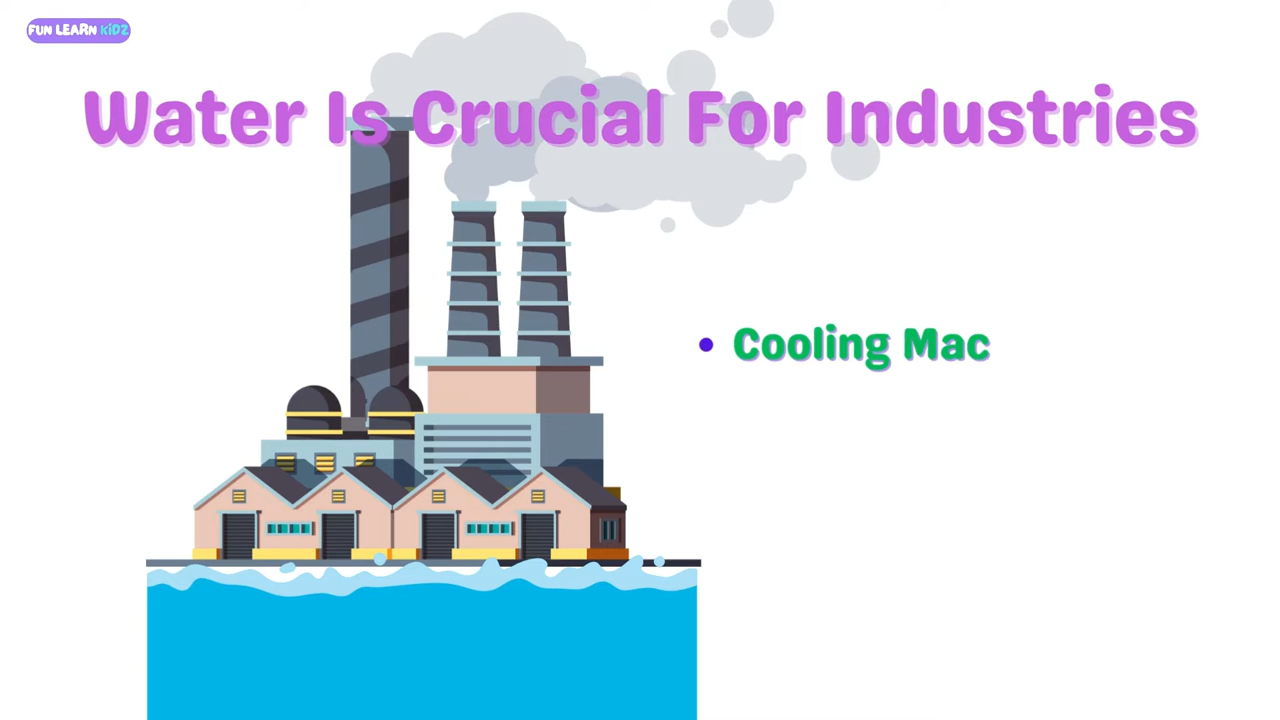 FUN LEARN KiDZ
Water Is Crucial For Industries
• Cooling Mac